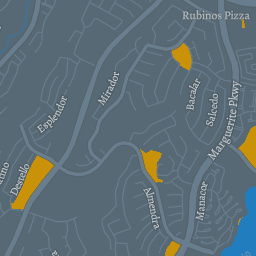 Rubinos Pizza
Mirador
Bacalar
Salcedo
Esplendor
Marguerite Pkwy
Destello
Almendra
Manacor